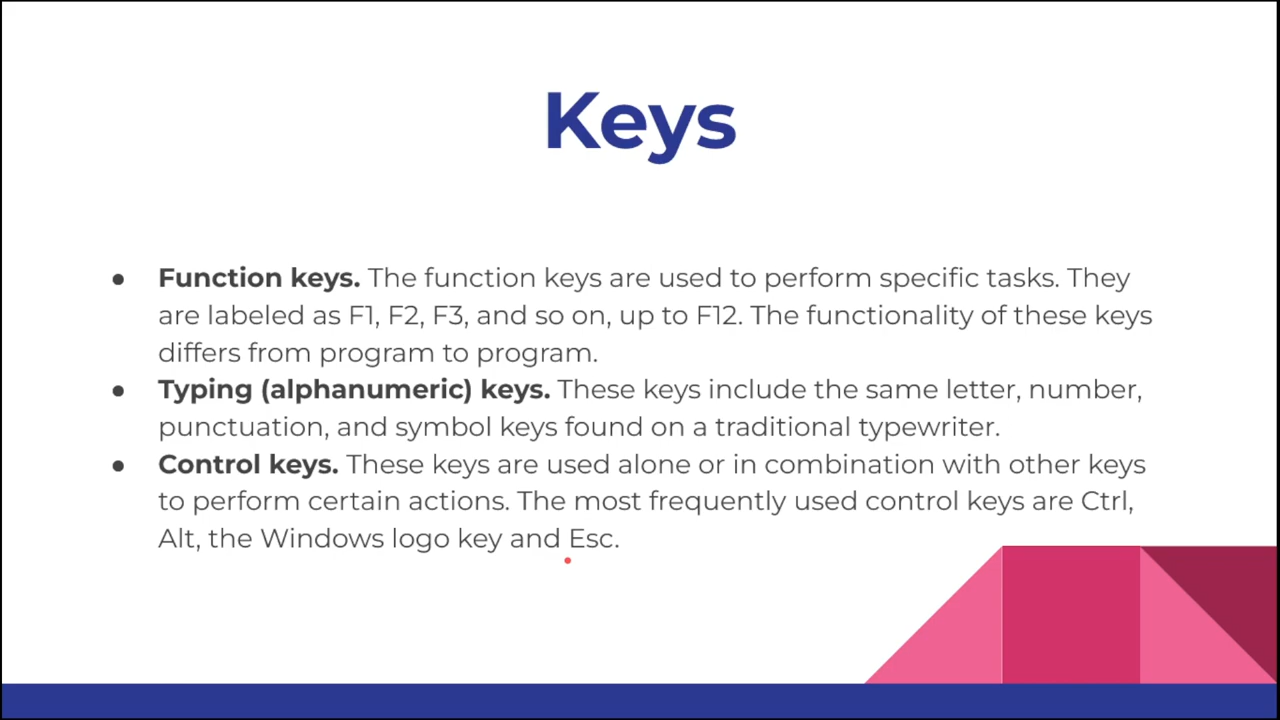 Keys
● Function keys. The function keys are used to perform specific tasks. They
are labeled as F1, F2, F3, and so on, up to F12. The functionality of these keys
differs from program to program.
● Typing (alphanumeric) keys. These keys include the same letter, number,
punctuation, and symbol keys found on a traditional typewriter.
● Control keys. These keys are used alone or in combination with other keys
to perform certain actions. The most frequently used control keys are Ctrl,
Alt, the Windows logo key and Esc.